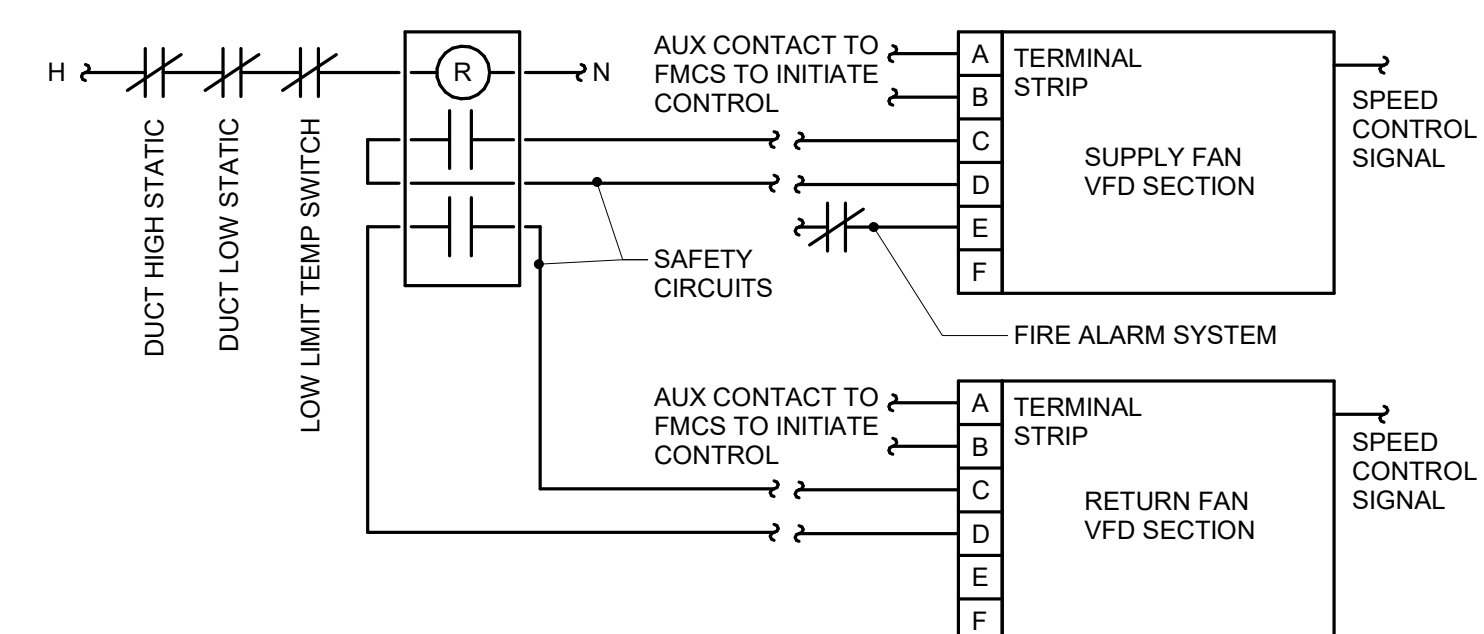 H
DUCT HIGH STATIC
DUCT LOW STATIC
LOW LIMIT TEMP SWITCH
R
N
AUX CONTACT TO
FMCS TO INITIATE
CONTROL
SAFETY
CIRCUITS
A
B
C
D
E
F
TERMINAL
STRIP
SUPPLY FAN
VFD SECTION
SPEED
CONTROL
SIGNAL
FIRE ALARM SYSTEM
AUX CONTACT TO
FMCS TO INITIATE
CONTROL
A
B
C
D
E
F
TERMINAL
STRIP
RETURN FAN
VFD SECTION
SPEED
CONTROL
SIGNAL